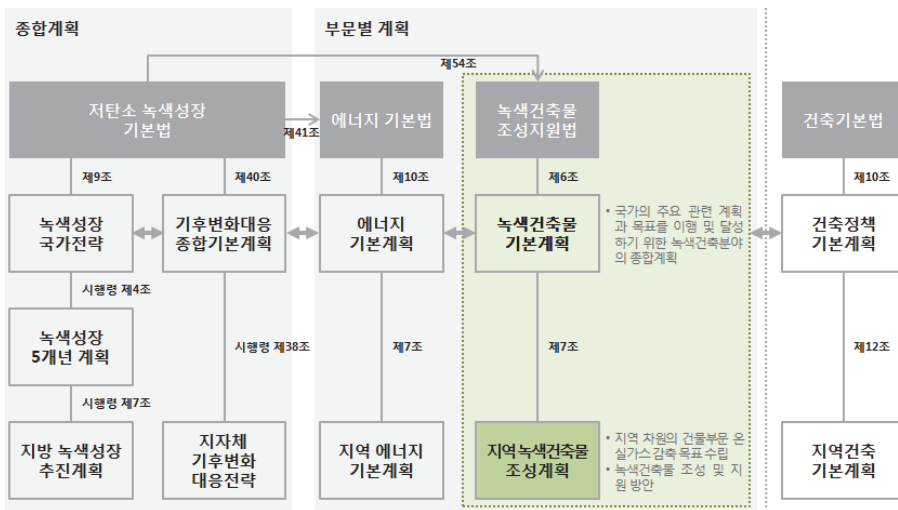 종합계획
부문별 계획
제54조
저탄소 녹색성장
기본법
제41조
에너지 기본법
녹색건축물
조성지원법
건축기본법
제9조
제40조
제10조
제6조
제10조
녹색성장
국가전략
기후변화대응
종합기본계획
에너지
기본계획
녹색건축물
기본계획
• 국가의 주요 관련 계획
과 목표를 이행 및 달성
하기 위한 녹색건축분야
의 종합계획
건축정책
기본계획
시행령 제4조
녹색성장
5개년 계획
시행령 제38조
제7조
제7조
제12조
시행령 제7조
지방 녹색성장
추진계획
지자체
기후변화
대응전략
지역 에너지
기본계획
지역녹색건축물
조성계획
• 지역 차원의 건물부문 온
실가스 감축 목표 수립
• 녹색건축물 조성 및 지
원 방안
지역건축
기본계획